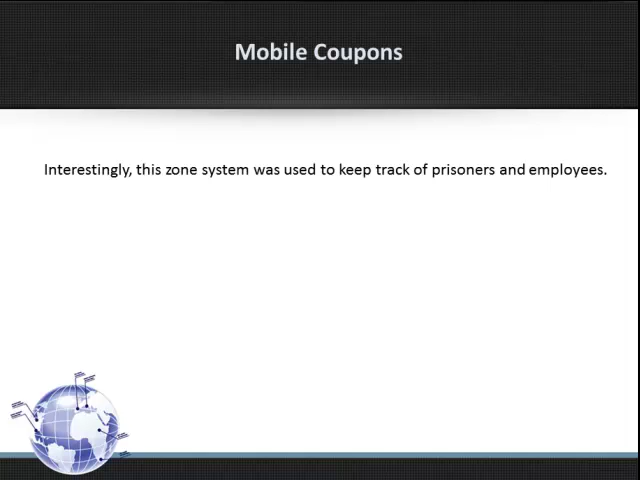 Mobile Coupons
Interestingly, this zone system was used to keep track of prisoners and employees.